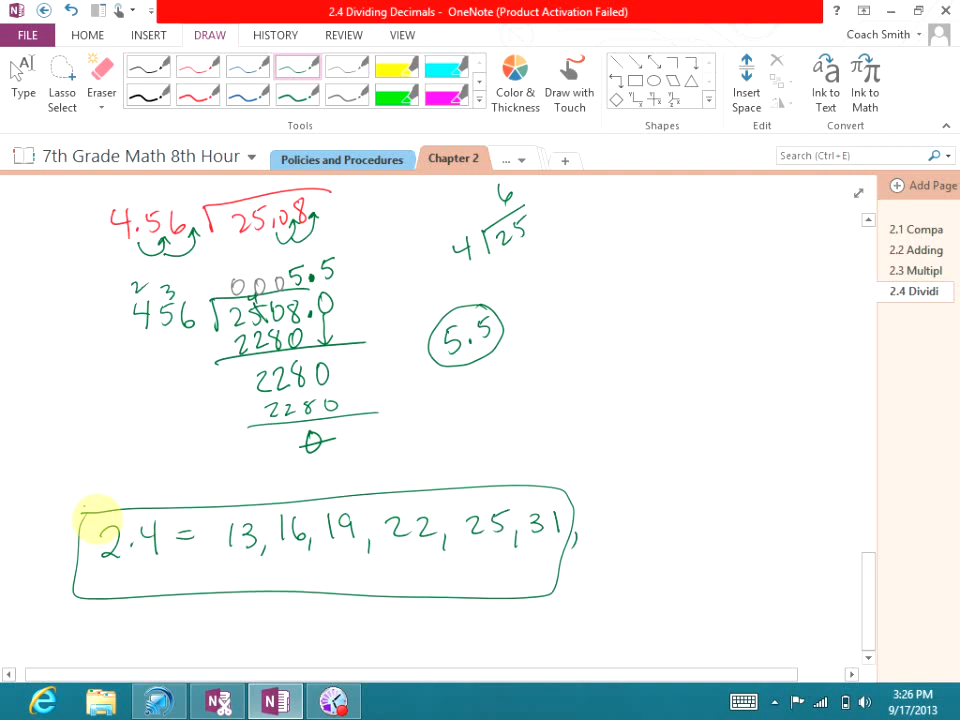 2.4 Dividing Decimals - OneNote (Product Activation Failed)
FILE HOME INSERT DRAW HISTORY REVIEW VIEW
Coach Smith
Type
Lasso Select
Eraser
Color & Thickness
Draw with Touch
Insert Space
Ink to Text
Ink to Math
Tools
Shapes
Edit
Convert
7th Grade Math 8th Hour
Policies and Procedures
Chapter 2
...
Search (Ctrl+E)
Add Page
2.1 Compa
2.2 Adding
2.3 Multipl
2.4 Dividi
4.56 25.08
6
4 25
0 0 0 5.5
2 3
456 2508.0
2280
2280
2280
0
5.5
2.4 = 13, 16, 19, 22, 25, 31,
3:26 PM
9/17/2013